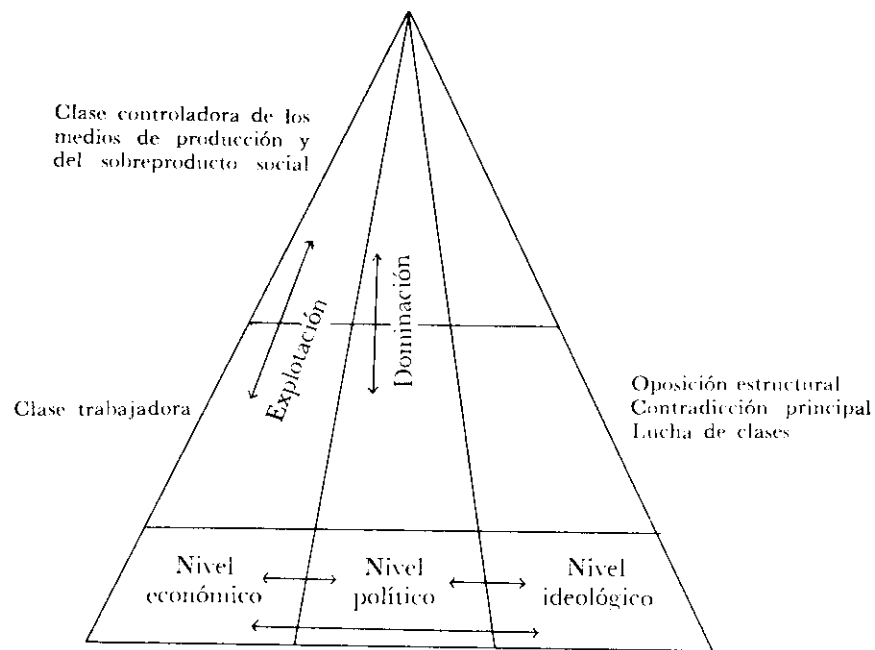 Clase controladora de los
medios de producción y
del sobreproducto social
Explotación
Dominación
Clase trabajadora
Oposición estructural
Contradicción principal
Lucha de clases
Nivel
económico
Nivel
político
Nivel
ideológico